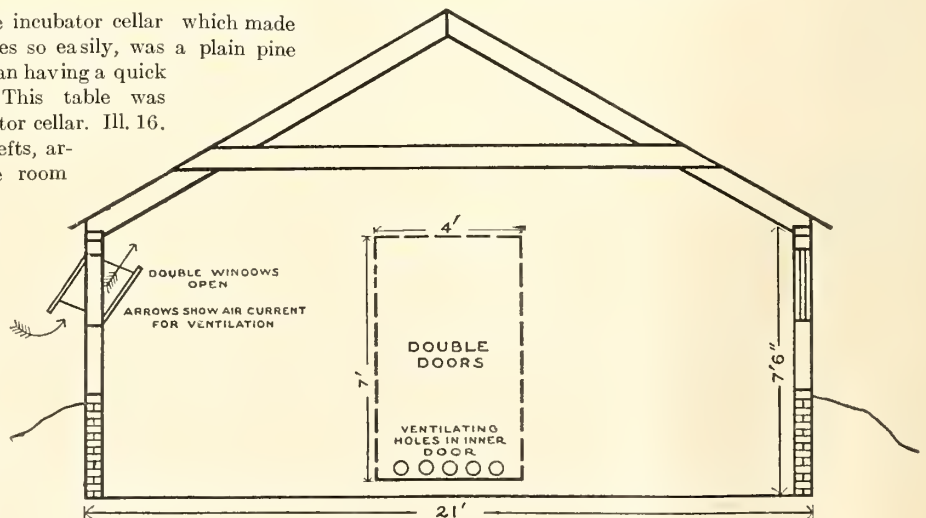 e incubator cellar which made
es so easily, was a plain pine
an having a quick
This table was
tor cellar. Ill. 16.
efts, ar-
e room
4'
DOUBLE WINDOWS
OPEN
ARROWS SHOW AIR CURRENT
FOR VENTILATION
DOUBLE
DOORS
7'
7'6"
VENTILATING
HOLES IN INNER
DOOR
21'